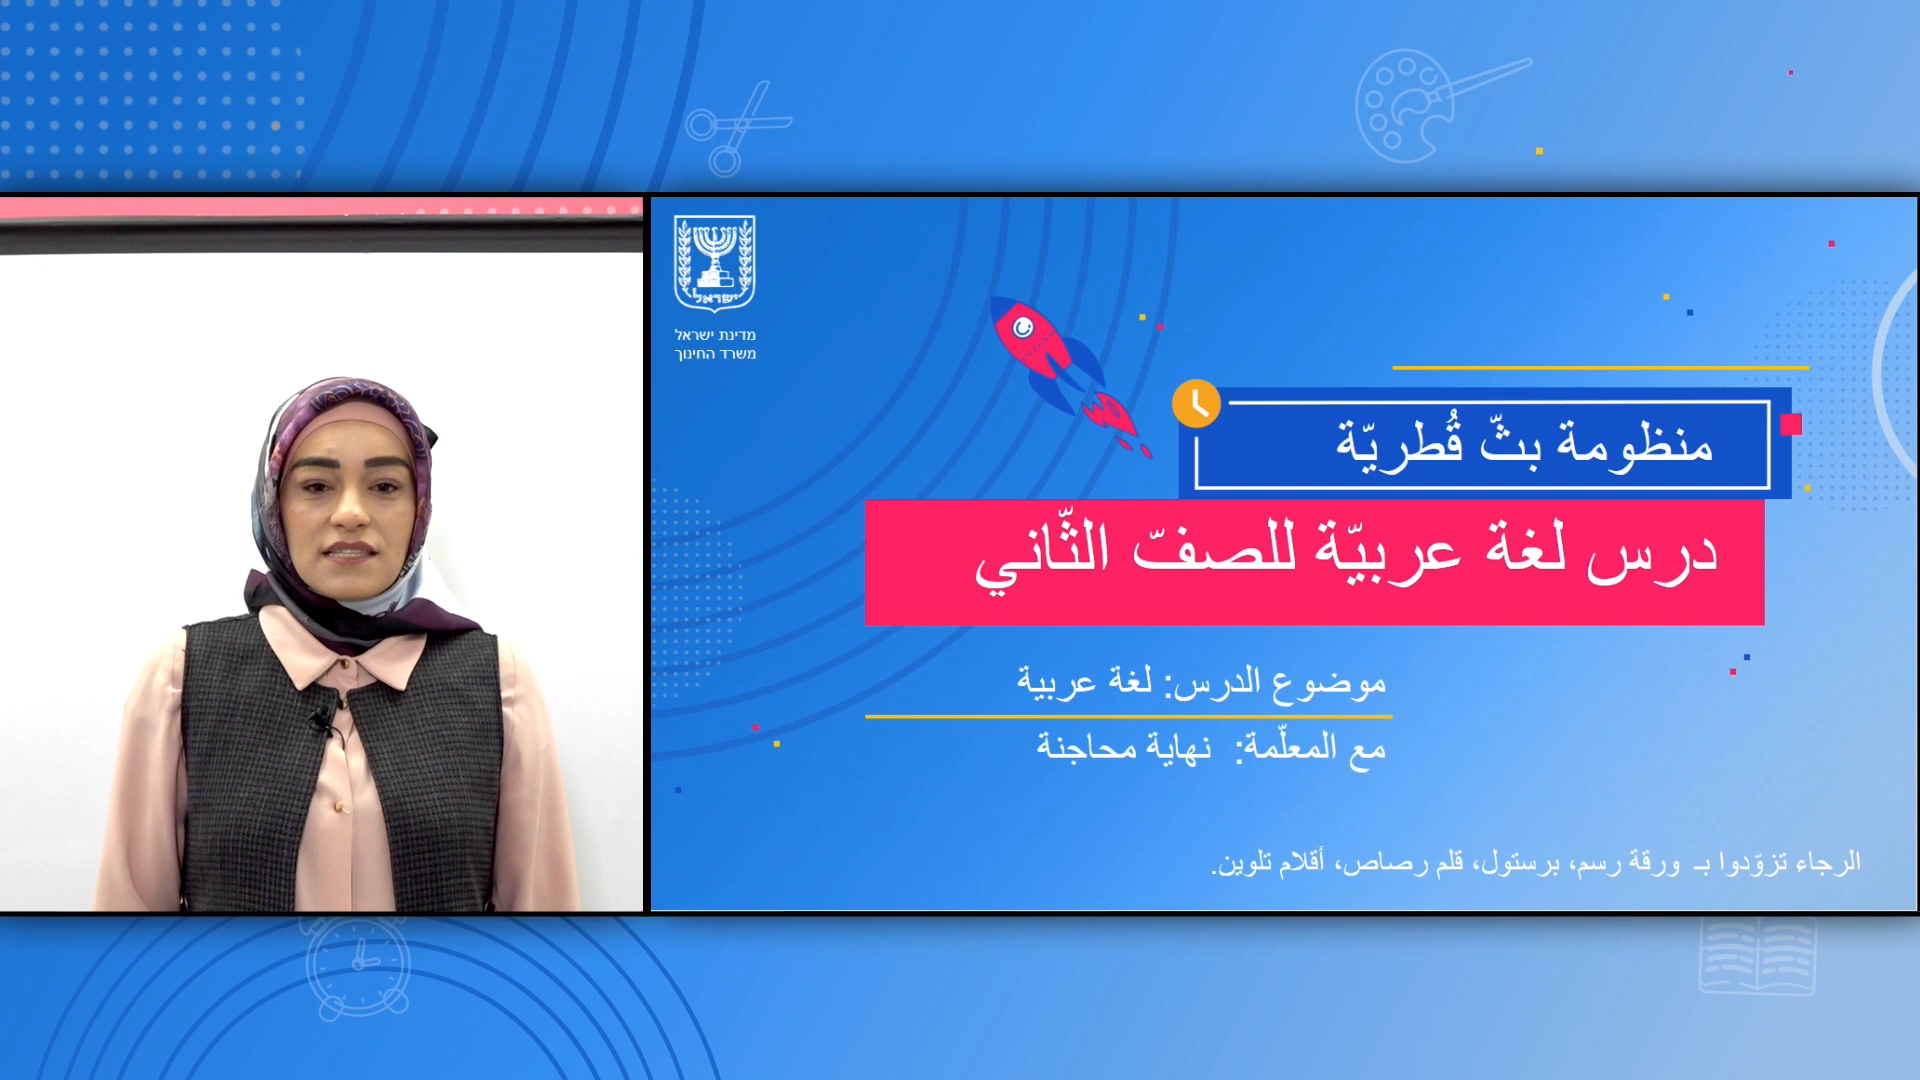 ישראל
מדינת ישראל
משרד החינוך
منظومة بثّ قُطريّة
درس لغة عربيّة للصفّ الثّاني
موضوع الدرس: لغة عربية
مع المعلّمة: نهاية محاجنة
الرجاء تزوّدوا بـ ورقة رسم، برستول، قلم رصاص، أقلام تلوين.